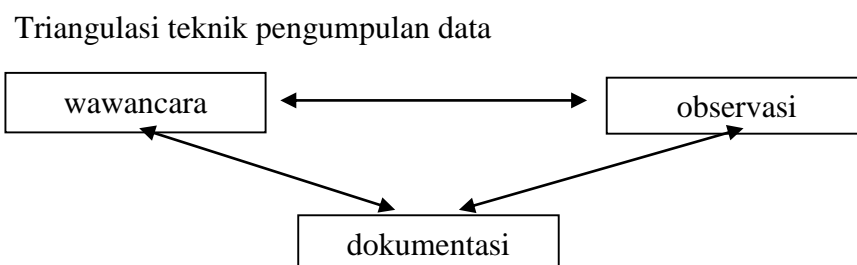 Triangulasi teknik pengumpulan data
wawancara
observasi
dokumentasi